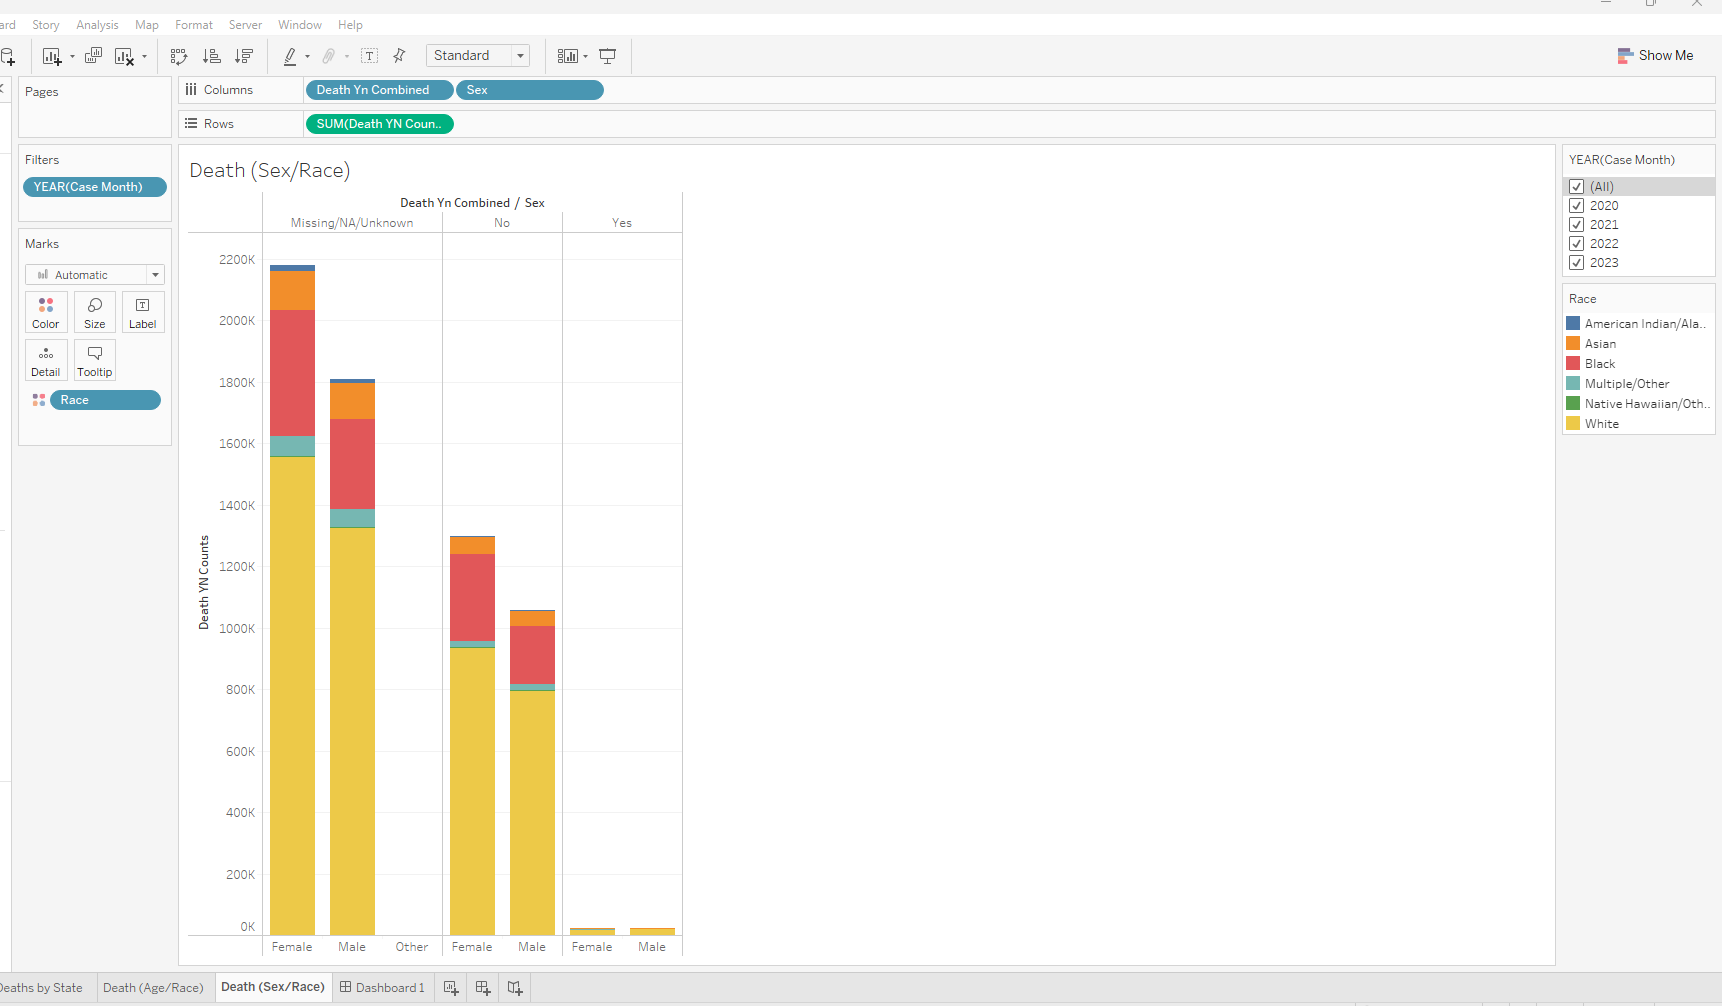 ard Story Analysis Map Format Server Window Help
Standard
Show Me
Pages
Columns Death Yn Combined Sex
Rows SUM(Death YN Coun..
Filters
YEAR(Case Month)
Marks
Automatic
Color Size Label
Detail Tooltip
Race
Death (Sex/Race)
Death Yn Combined / Sex
Missing/NA/Unknown No Yes
2200K
2000K
1800K
1600K
1400K
1200K
1000K
800K
600K
400K
200K
0K
Death YN Counts
Female Male Other Female Male Female Male
YEAR(Case Month)
(All)
2020
2021
2022
2023
Race
American Indian/Ala..
Asian
Black
Multiple/Other
Native Hawaiian/Oth..
White
Deaths by State Death (Age/Race) Death (Sex/Race) Dashboard 1